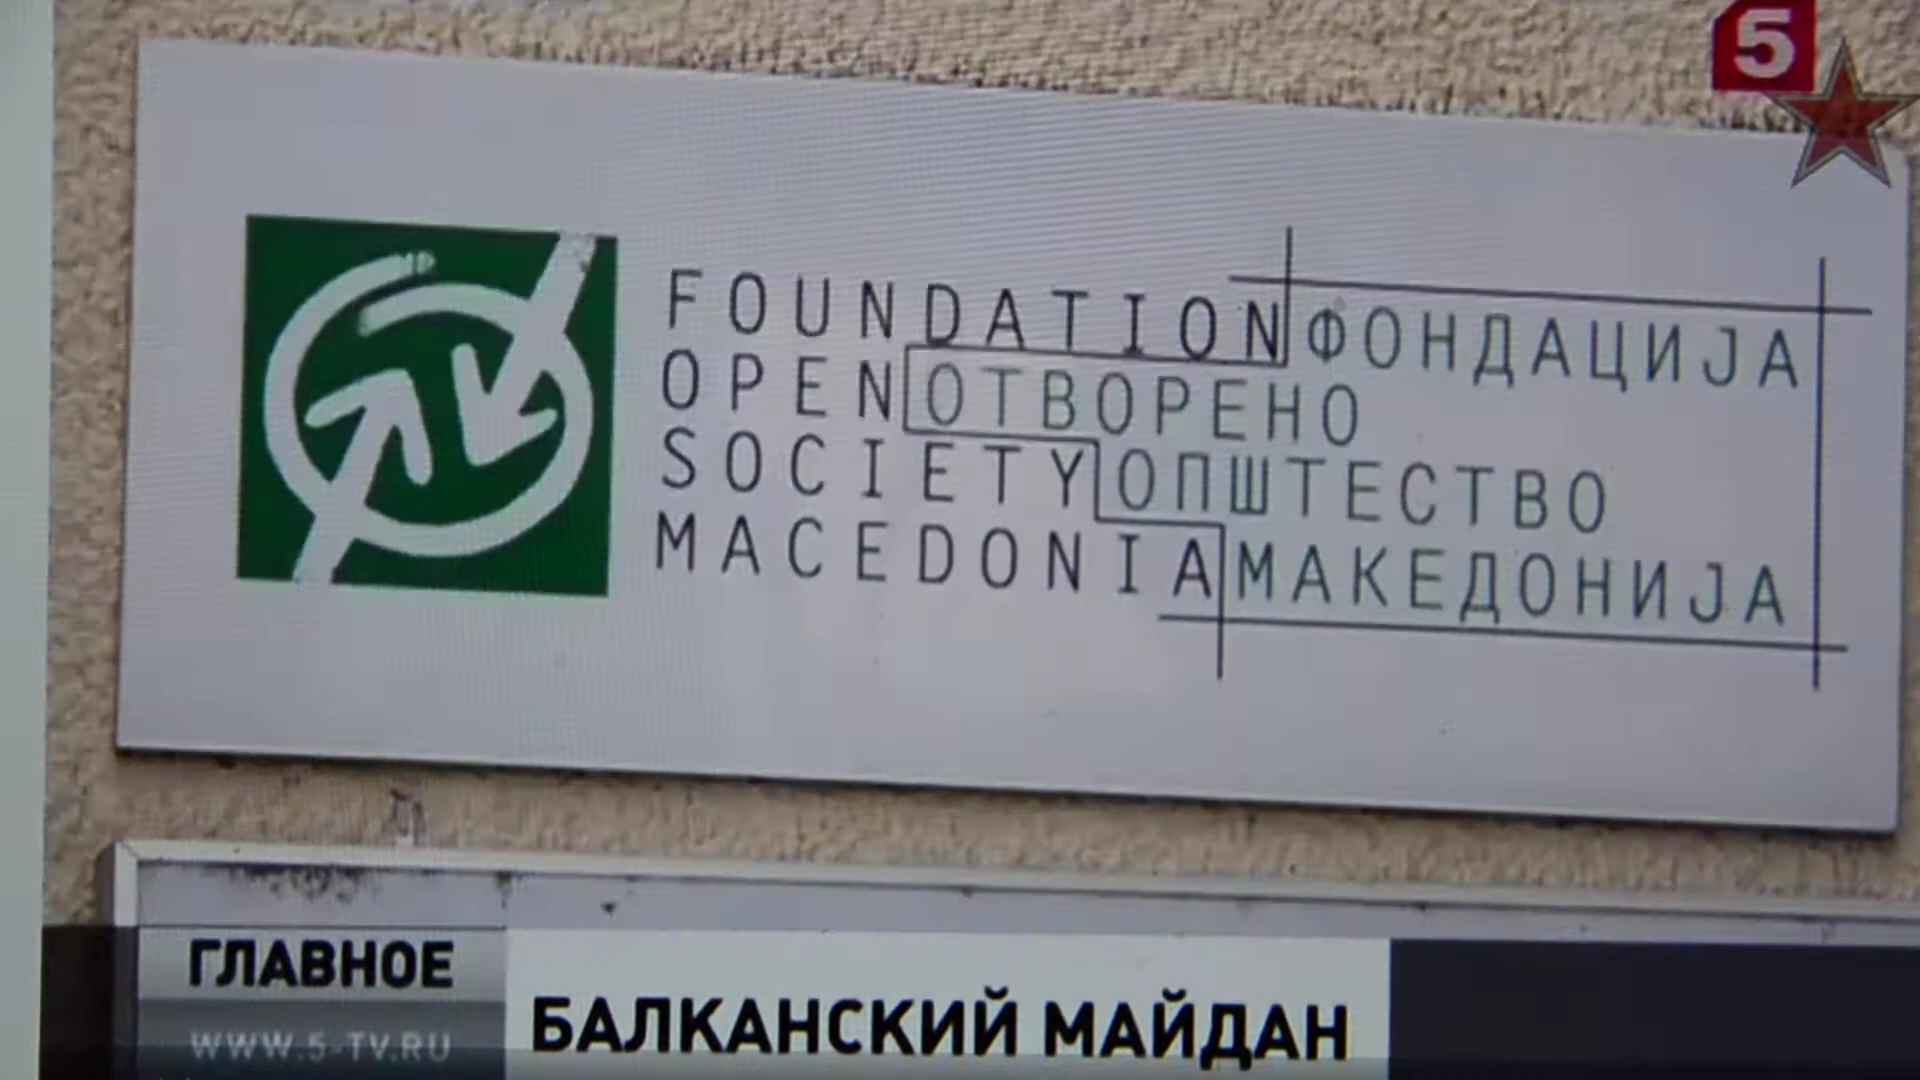 5
FOUNDATION ФОНДАЦИЈА
OPEN ОТВОРЕНО
SOCIETY ОПШТЕСТВО
MACEDONIA МАКЕДОНИЈА
ГЛАВНОЕ
WWW.5-TV.RU
БАЛКАНСКИЙ МАЙДАН